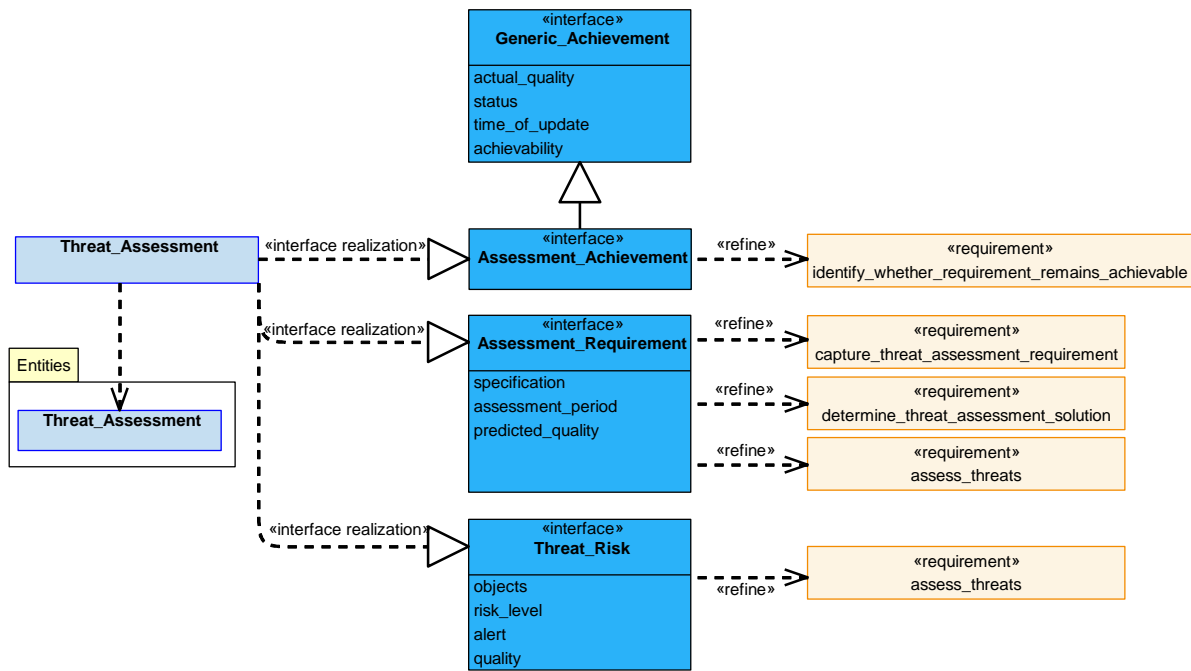 «interface»
Generic_Achievement
actual_quality
status
time_of_update
achievability
Threat_Assessment
«interface realization»
«interface»
Assessment_Achievement
«refine»
«requirement»
identify_whether_requirement_remains_achievable
«interface realization»
«interface»
Assessment_Requirement
specification
assessment_period
predicted_quality
«refine»
«requirement»
capture_threat_assessment_requirement
«refine»
«requirement»
determine_threat_assessment_solution
«refine»
«requirement»
assess_threats
Entities
Threat_Assessment
«interface realization»
«interface»
Threat_Risk
objects
risk_level
alert
quality
«refine»
«requirement»
assess_threats